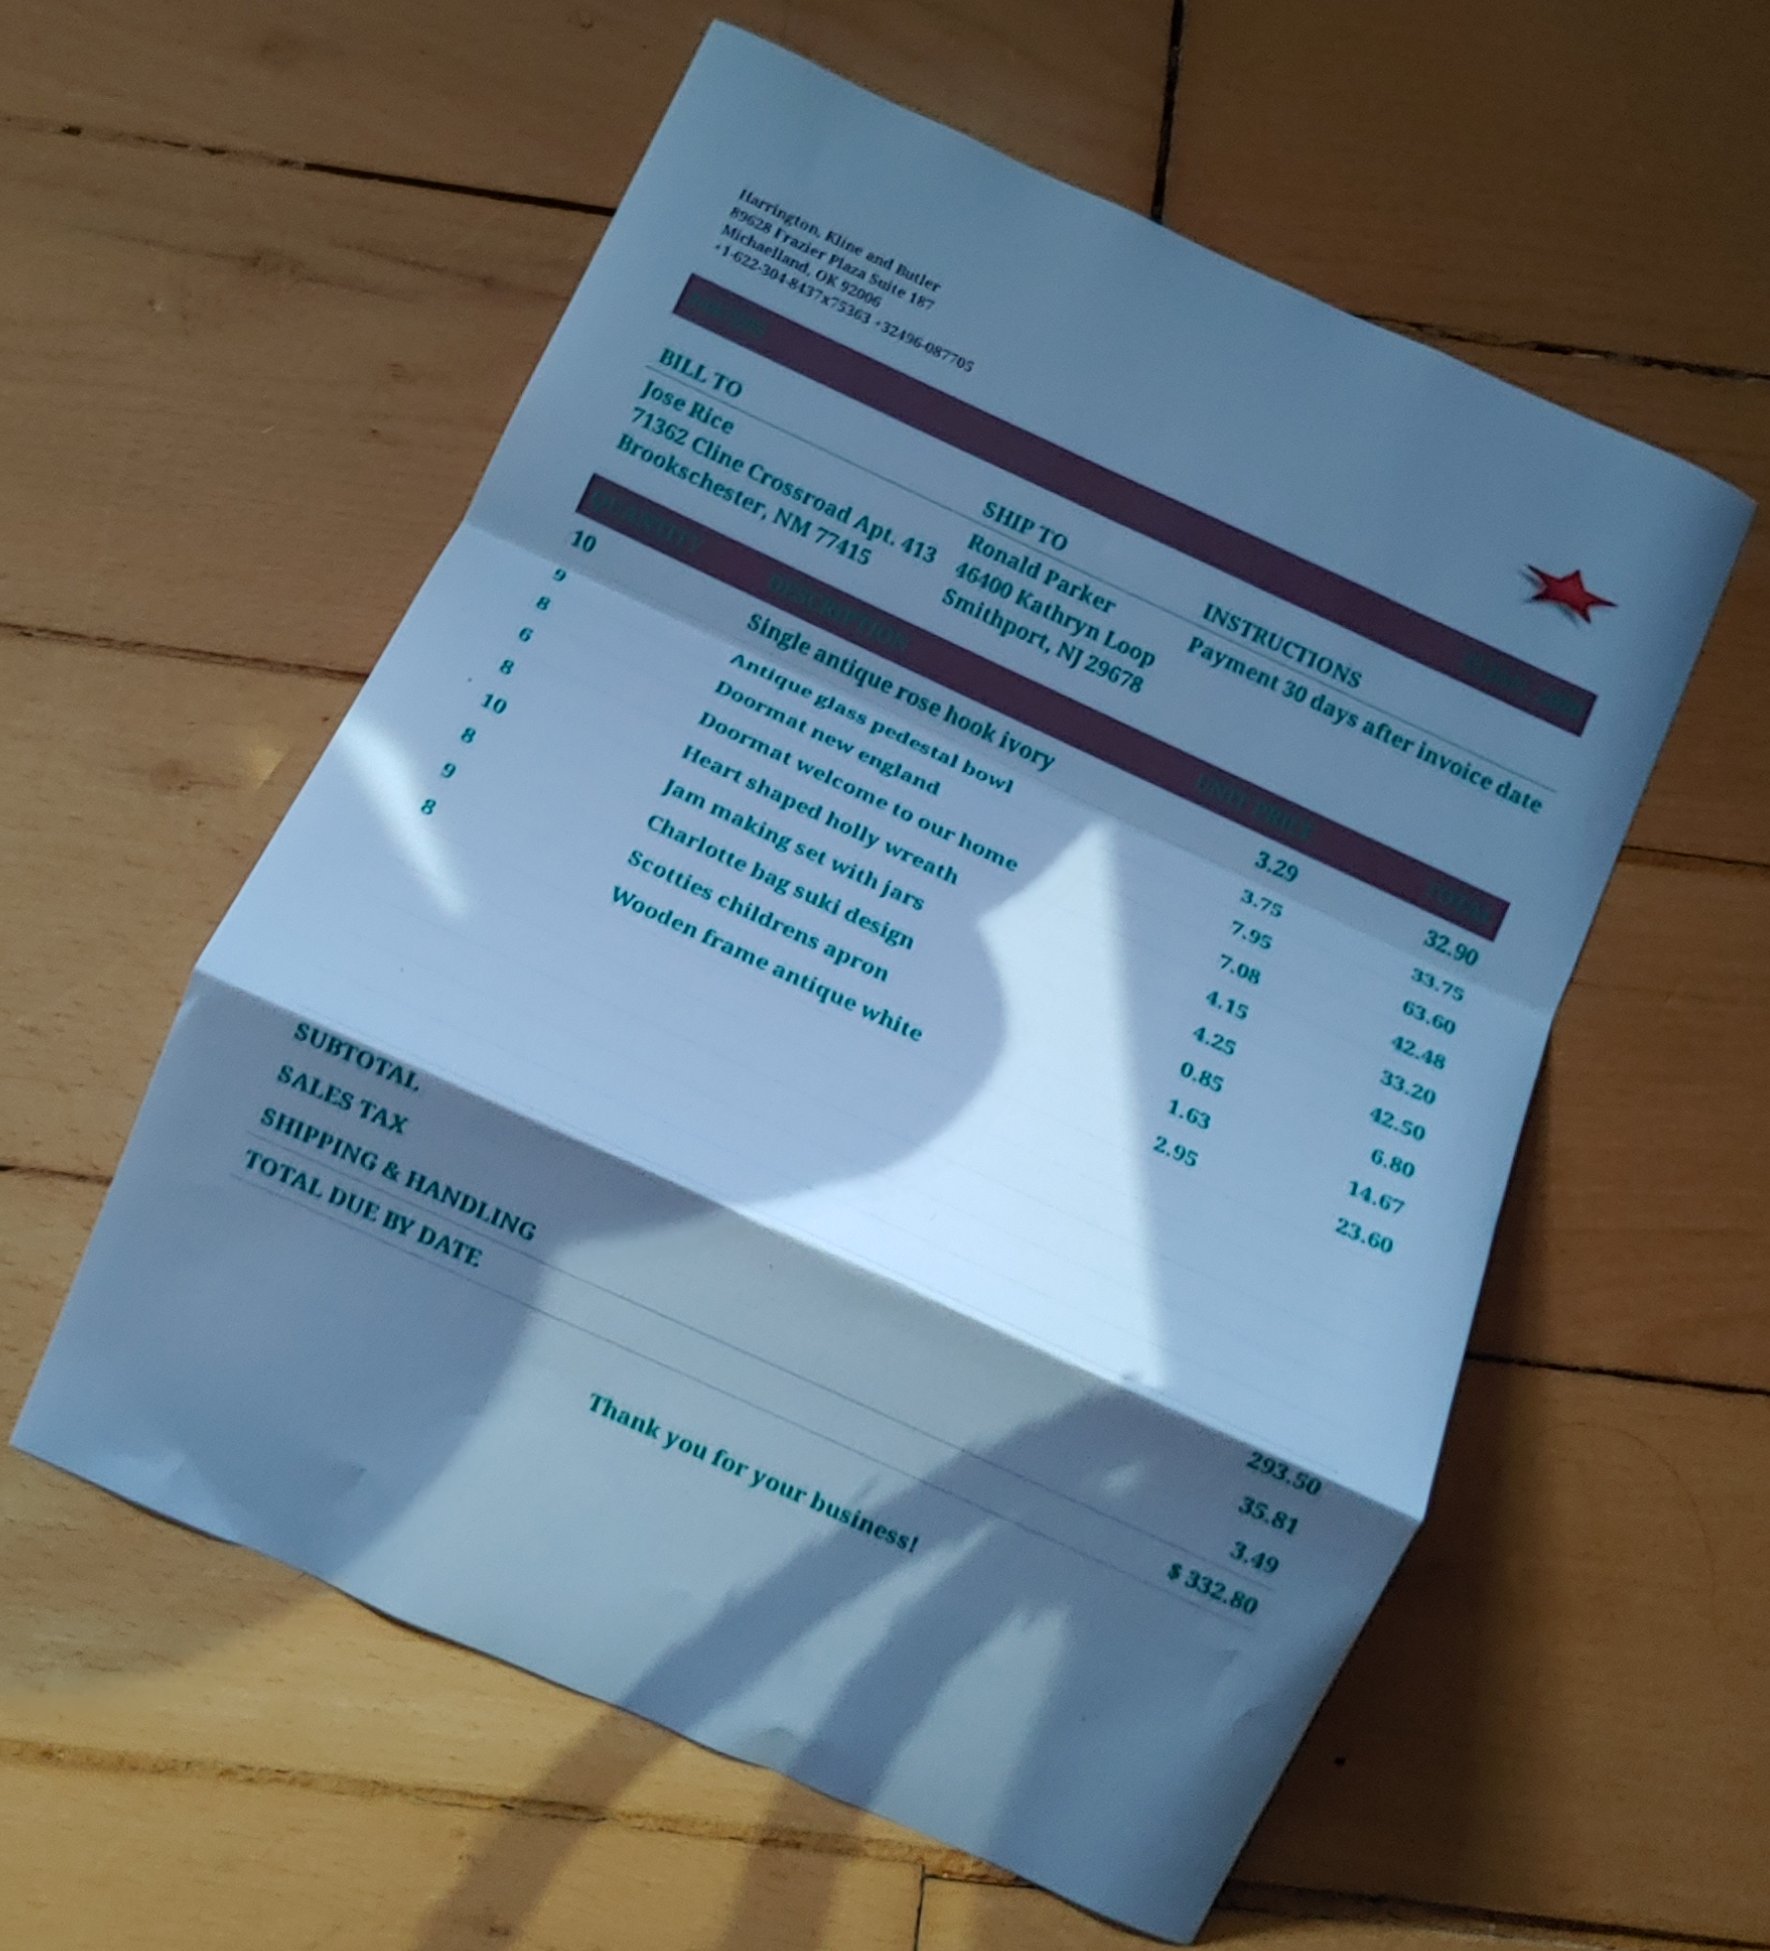 Harrington, Kline and Butler
89628 Frazier Plaza Suite 187
Michaelland, OK 92006
+1-622-304-8437x75363 +32496-087705
BILL TO SHIP TO INSTRUCTIONS
Jose Rice Ronald Parker Payment 30 days after invoice date
71362 Cline Crossroad Apt. 413 46400 Kathryn Loop
Brookschester, NM 77415 Smithport, NJ 29678
QUANTITY DESCRIPTION UNIT PRICE TOTAL
10 Single antique rose hook ivory 3.29 32.90
9 Antique glass pedestal bowl 3.75 33.75
8 Doormat new england 7.95 63.60
6 Doormat welcome to our home 7.08 42.48
8 Heart shaped holly wreath 4.15 33.20
10 Jam making set with jars 4.25 42.50
8 Charlotte bag suki design 0.85 6.80
9 Scotties childrens apron 1.63 14.67
8 Wooden frame antique white 2.95 23.60
SUBTOTAL 293.50
SALES TAX 35.81
SHIPPING & HANDLING 3.49
TOTAL DUE BY DATE $ 332.80
Thank you for your business!